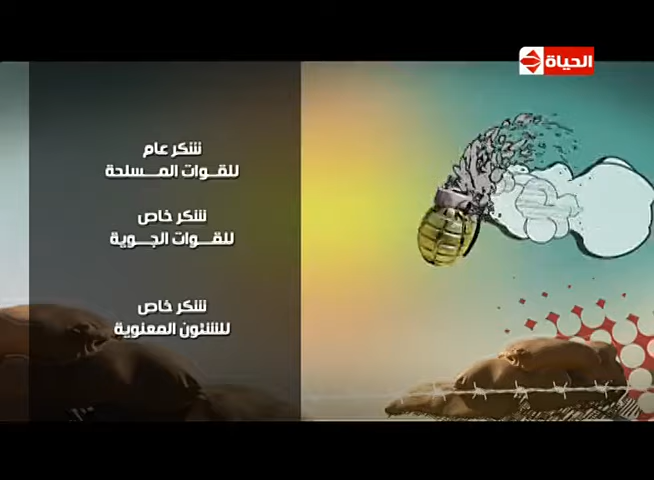 الحياة
شكر عام
للقوات المسلحة
شكر خاص
للقوات الجوية
شكر خاص
للشئون المعنوية